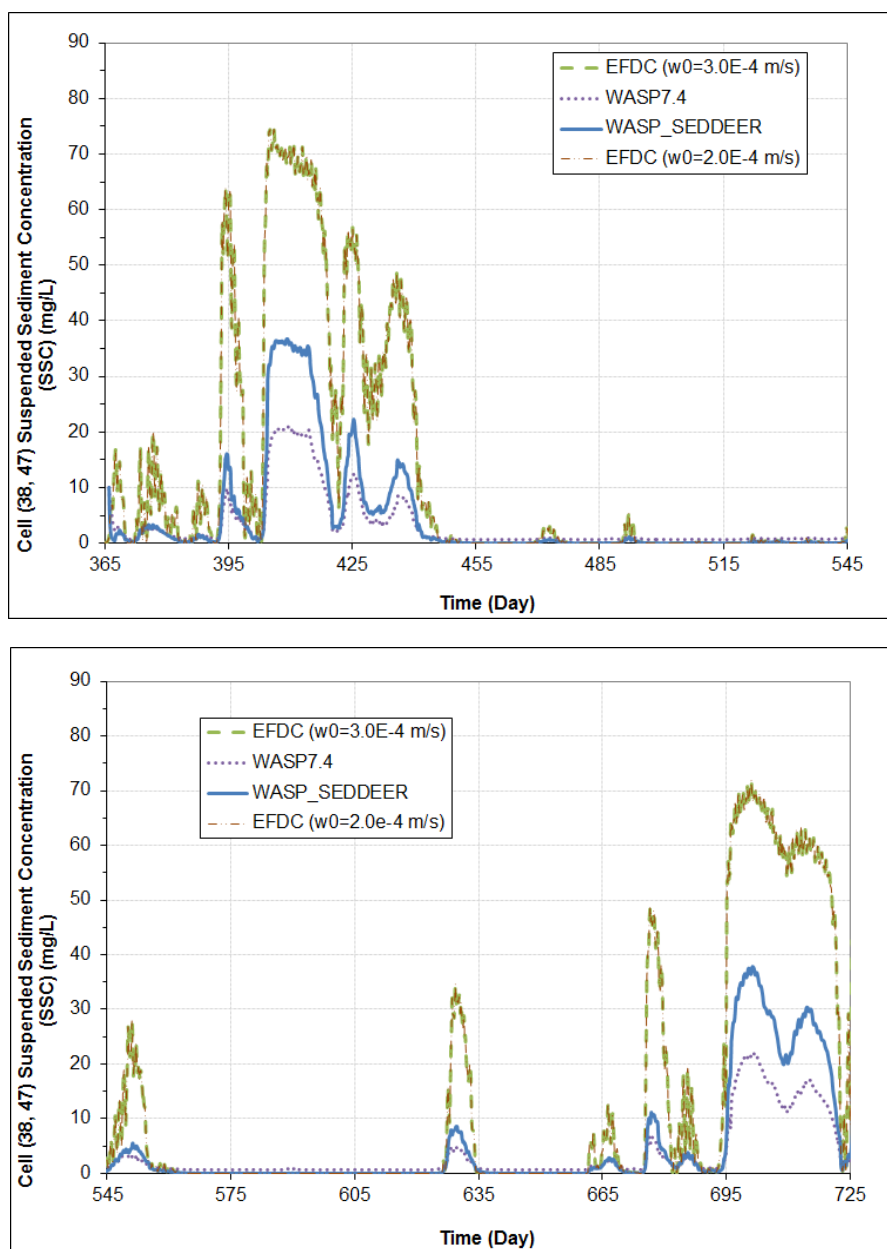 90
80
70
60
50
40
30
20
10
0
Cell (38, 47) Suspended Sediment Concentration
(SSC) (mg/L)
EFDC (w0=3.0E-4 m/s)
WASP7.4
WASP_SEDDEER
EFDC (w0=2.0E-4 m/s)
365 395 425 455 485 515 545
Time (Day)
90
80
70
60
50
40
30
20
10
0
Cell (38, 47) Suspended Sediment Concentration
(SSC) (mg/L)
EFDC (w0=3.0E-4 m/s)
WASP7.4
WASP_SEDDEER
EFDC (w0=2.0e-4 m/s)
545 575 605 635 665 695 725
Time (Day)